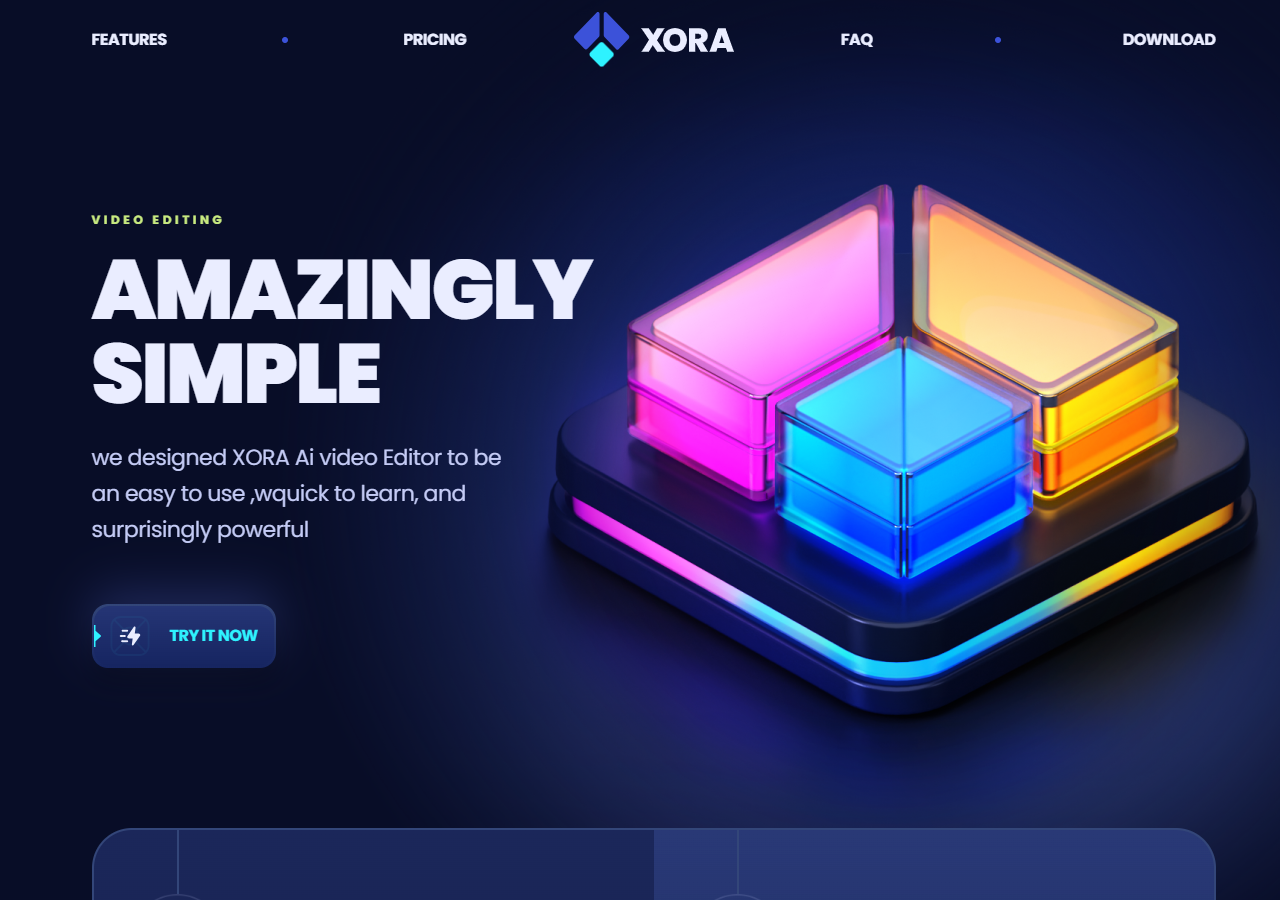 FEATURES
PRICING
XORA
FAQ
DOWNLOAD
VIDEO EDITING
AMAZINGLY
SIMPLE
we designed XORA Ai video Editor to be
an easy to use ,wquick to learn, and
surprisingly powerful
TRY IT NOW